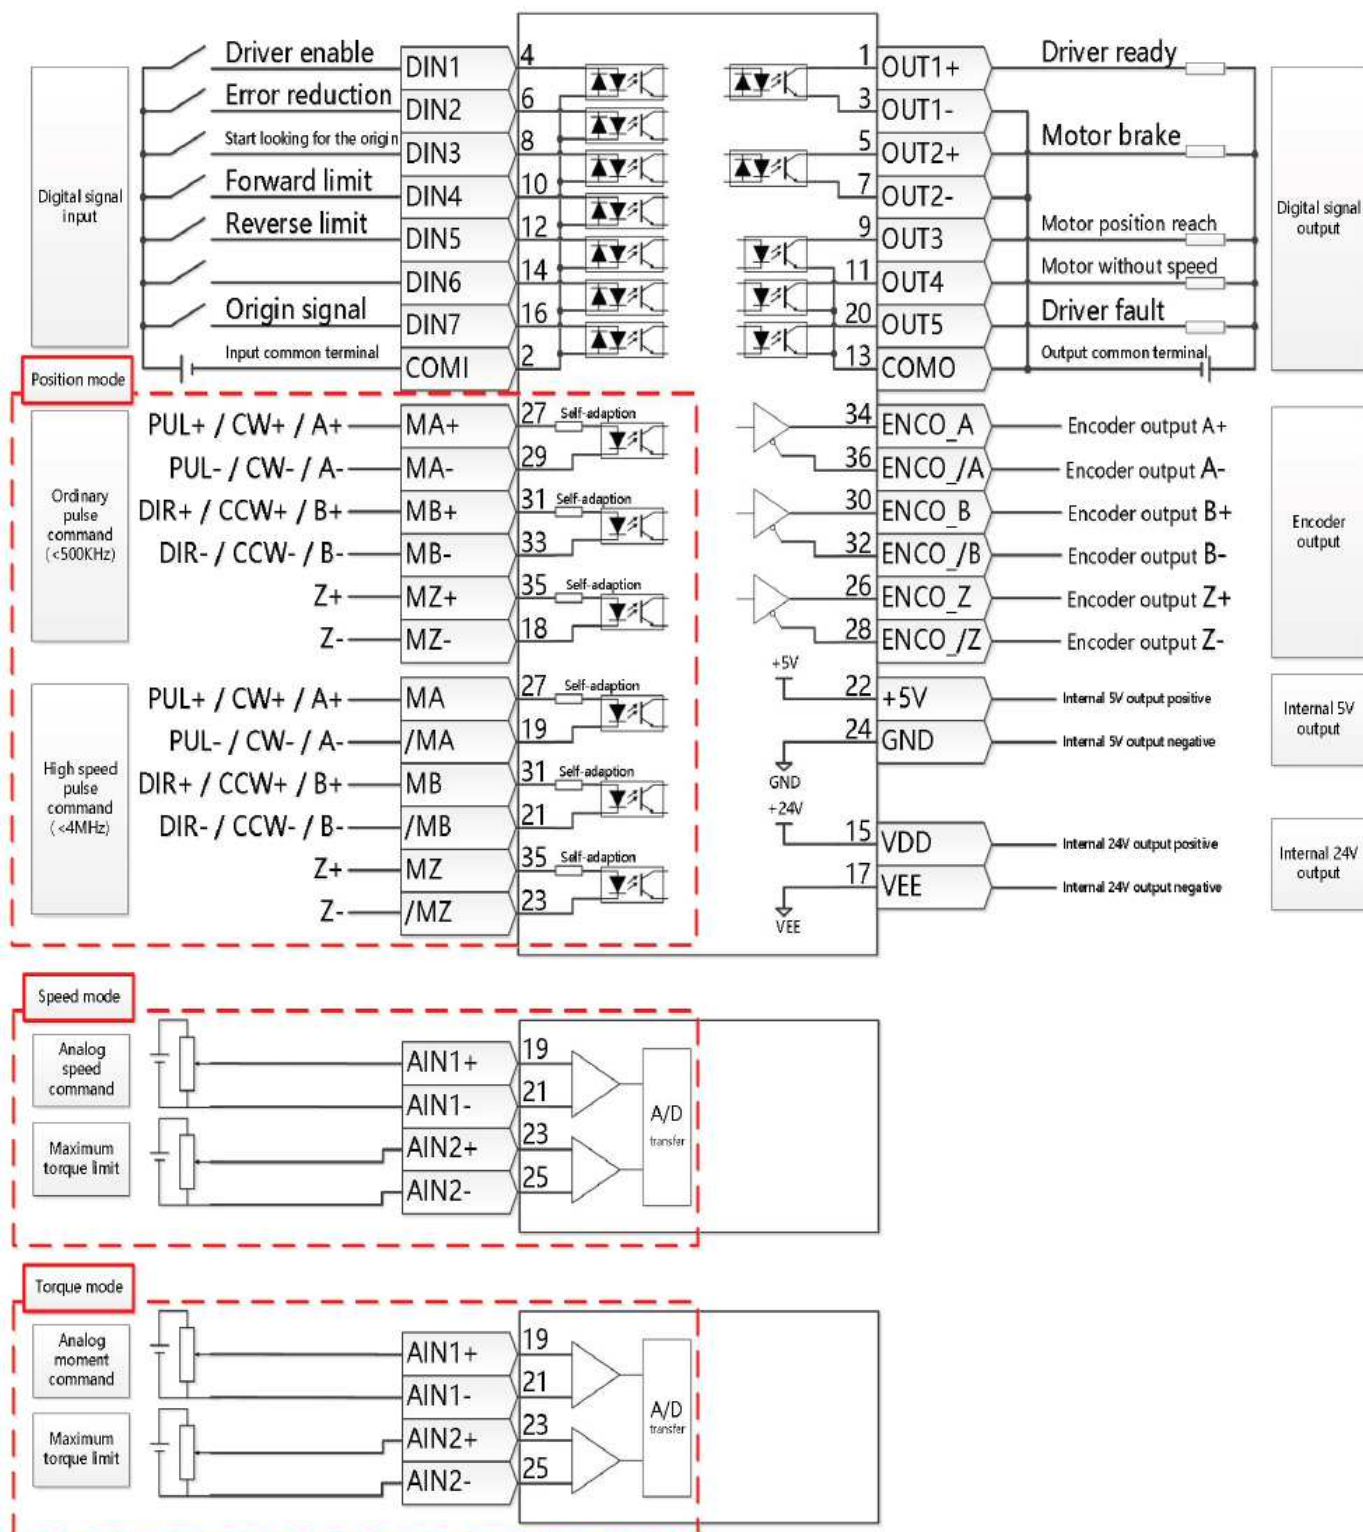 Driver enable DIN1 4 1 OUT1+ Driver ready
Error reduction DIN2 6 3 OUT1-
Start looking for the origin DIN3 8 5 OUT2+ Motor brake
Forward limit DIN4 10 7 OUT2-
Digital signal
input
Digital signal
output
Reverse limit DIN5 12 9 OUT3 Motor position reach
DIN6 14 11 OUT4 Motor without speed
Origin signal DIN7 16 20 OUT5 Driver fault
Input common terminal COMI 2 13 COMO Output common terminal
Position mode
PUL+ / CW+ / A+ MA+ 27 Self-adaption 34 ENCO_A Encoder output A+
PUL- / CW- / A- MA- 29 36 ENCO_/A Encoder output A-
Ordinary
pulse
command
(<500KHz)
DIR+ / CCW+ / B+ MB+ 31 Self-adaption 30 ENCO_B Encoder output B+
Encoder
output
DIR- / CCW- / B- MB- 33 32 ENCO_/B Encoder output B-
Z+ MZ+ 35 Self-adaption 26 ENCO_Z Encoder output Z+
Z- MZ- 18 28 ENCO_/Z Encoder output Z-
+5V
PUL+ / CW+ / A+ MA 27 Self-adaption 22 +5V Internal 5V output positive
Internal 5V
output
PUL- / CW- / A- /MA 19 24 GND Internal 5V output negative
GND
High speed
pulse
command
(<4MHz)
DIR+ / CCW+ / B+ MB 31 Self-adaption
+24V
DIR- / CCW- / B- /MB 21 15 VDD Internal 24V output positive
Internal 24V
output
Z+ MZ 35 Self-adaption 17 VEE Internal 24V output negative
Z- /MZ 23
VEE
Speed mode
Analog
speed
command
AIN1+ 19
AIN1- 21
A/D
transfer
Maximum
torque limit
AIN2+ 23
AIN2- 25
Torque mode
Analog
moment
command
AIN1+ 19
AIN1- 21
A/D
transfer
Maximum
torque limit
AIN2+ 23
AIN2- 25